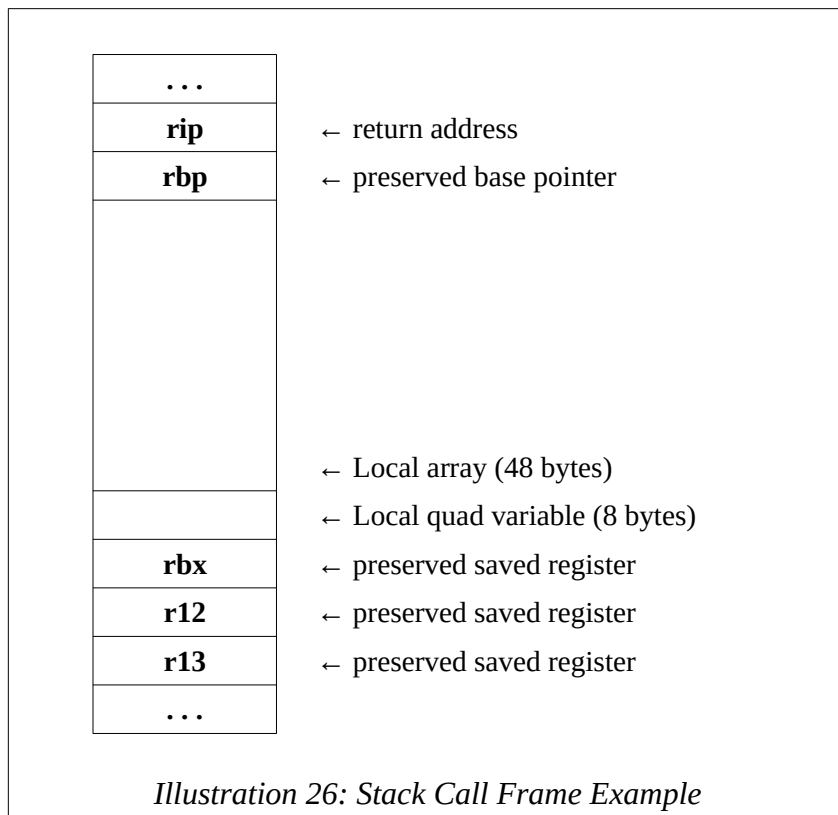 . . .
rip ← return address
rbp ← preserved base pointer
← Local array (48 bytes)
← Local quad variable (8 bytes)
rbx ← preserved saved register
r12 ← preserved saved register
r13 ← preserved saved register
. . .
Illustration 26: Stack Call Frame Example